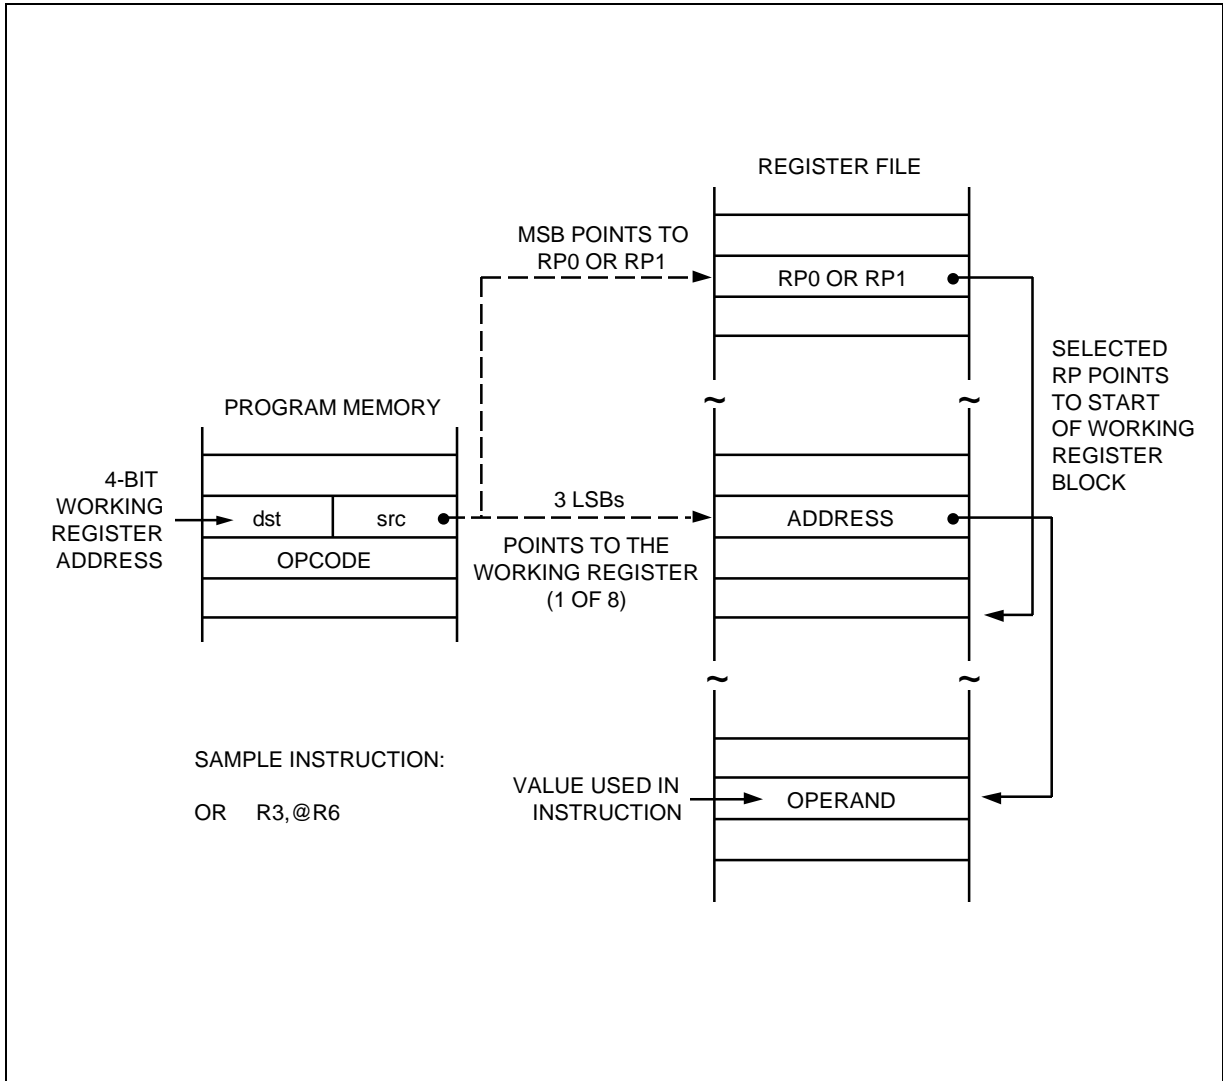 REGISTER FILE
MSB POINTS TO
RP0 OR RP1
RP0 OR RP1
SELECTED
RP POINTS
TO START
OF WORKING
REGISTER
BLOCK
~ ~
PROGRAM MEMORY
4-BIT
WORKING
REGISTER
ADDRESS
dst src
OPCODE
3 LSBs
POINTS TO THE
WORKING REGISTER
(1 OF 8)
ADDRESS
~ ~
SAMPLE INSTRUCTION:
OR R3,@R6
VALUE USED IN
INSTRUCTION
OPERAND